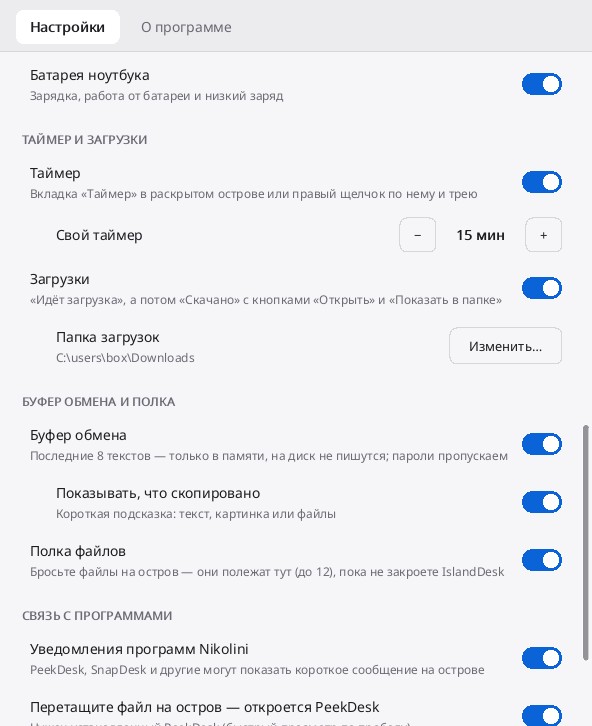 Настройки
О программе
Батарея ноутбука
Зарядка, работа от батареи и низкий заряд
ТАЙМЕР И ЗАГРУЗКИ
Таймер
Вкладка «Таймер» в раскрытом острове или правый щелчок по нему и трею
Свой таймер
− 15 мин +
Загрузки
«Идёт загрузка», а потом «Скачано» с кнопками «Открыть» и «Показать в папке»
Папка загрузок
C:\users\box\Downloads
Изменить...
БУФЕР ОБМЕНА И ПОЛКА
Буфер обмена
Последние 8 текстов — только в памяти, на диск не пишутся; пароли пропускаем
Показывать, что скопировано
Короткая подсказка: текст, картинка или файлы
Полка файлов
Бросьте файлы на остров — они полежат тут (до 12), пока не закроете IslandDesk
СВЯЗЬ С ПРОГРАММАМИ
Уведомления программ Nikolini
PeekDesk, SnapDesk и другие могут показать короткое сообщение на острове
Перетащите файл на остров — откроется PeekDesk